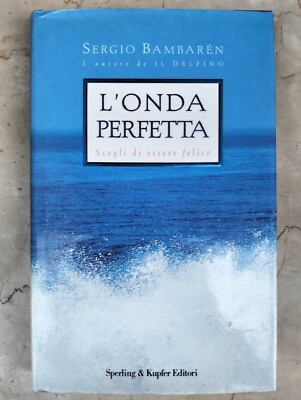 SERGIO BAMBARÉN
L'autore de IL DELFINO
L'ONDA
PERFETTA
Scegli di essere felice
Sperling & Kupfer Editori